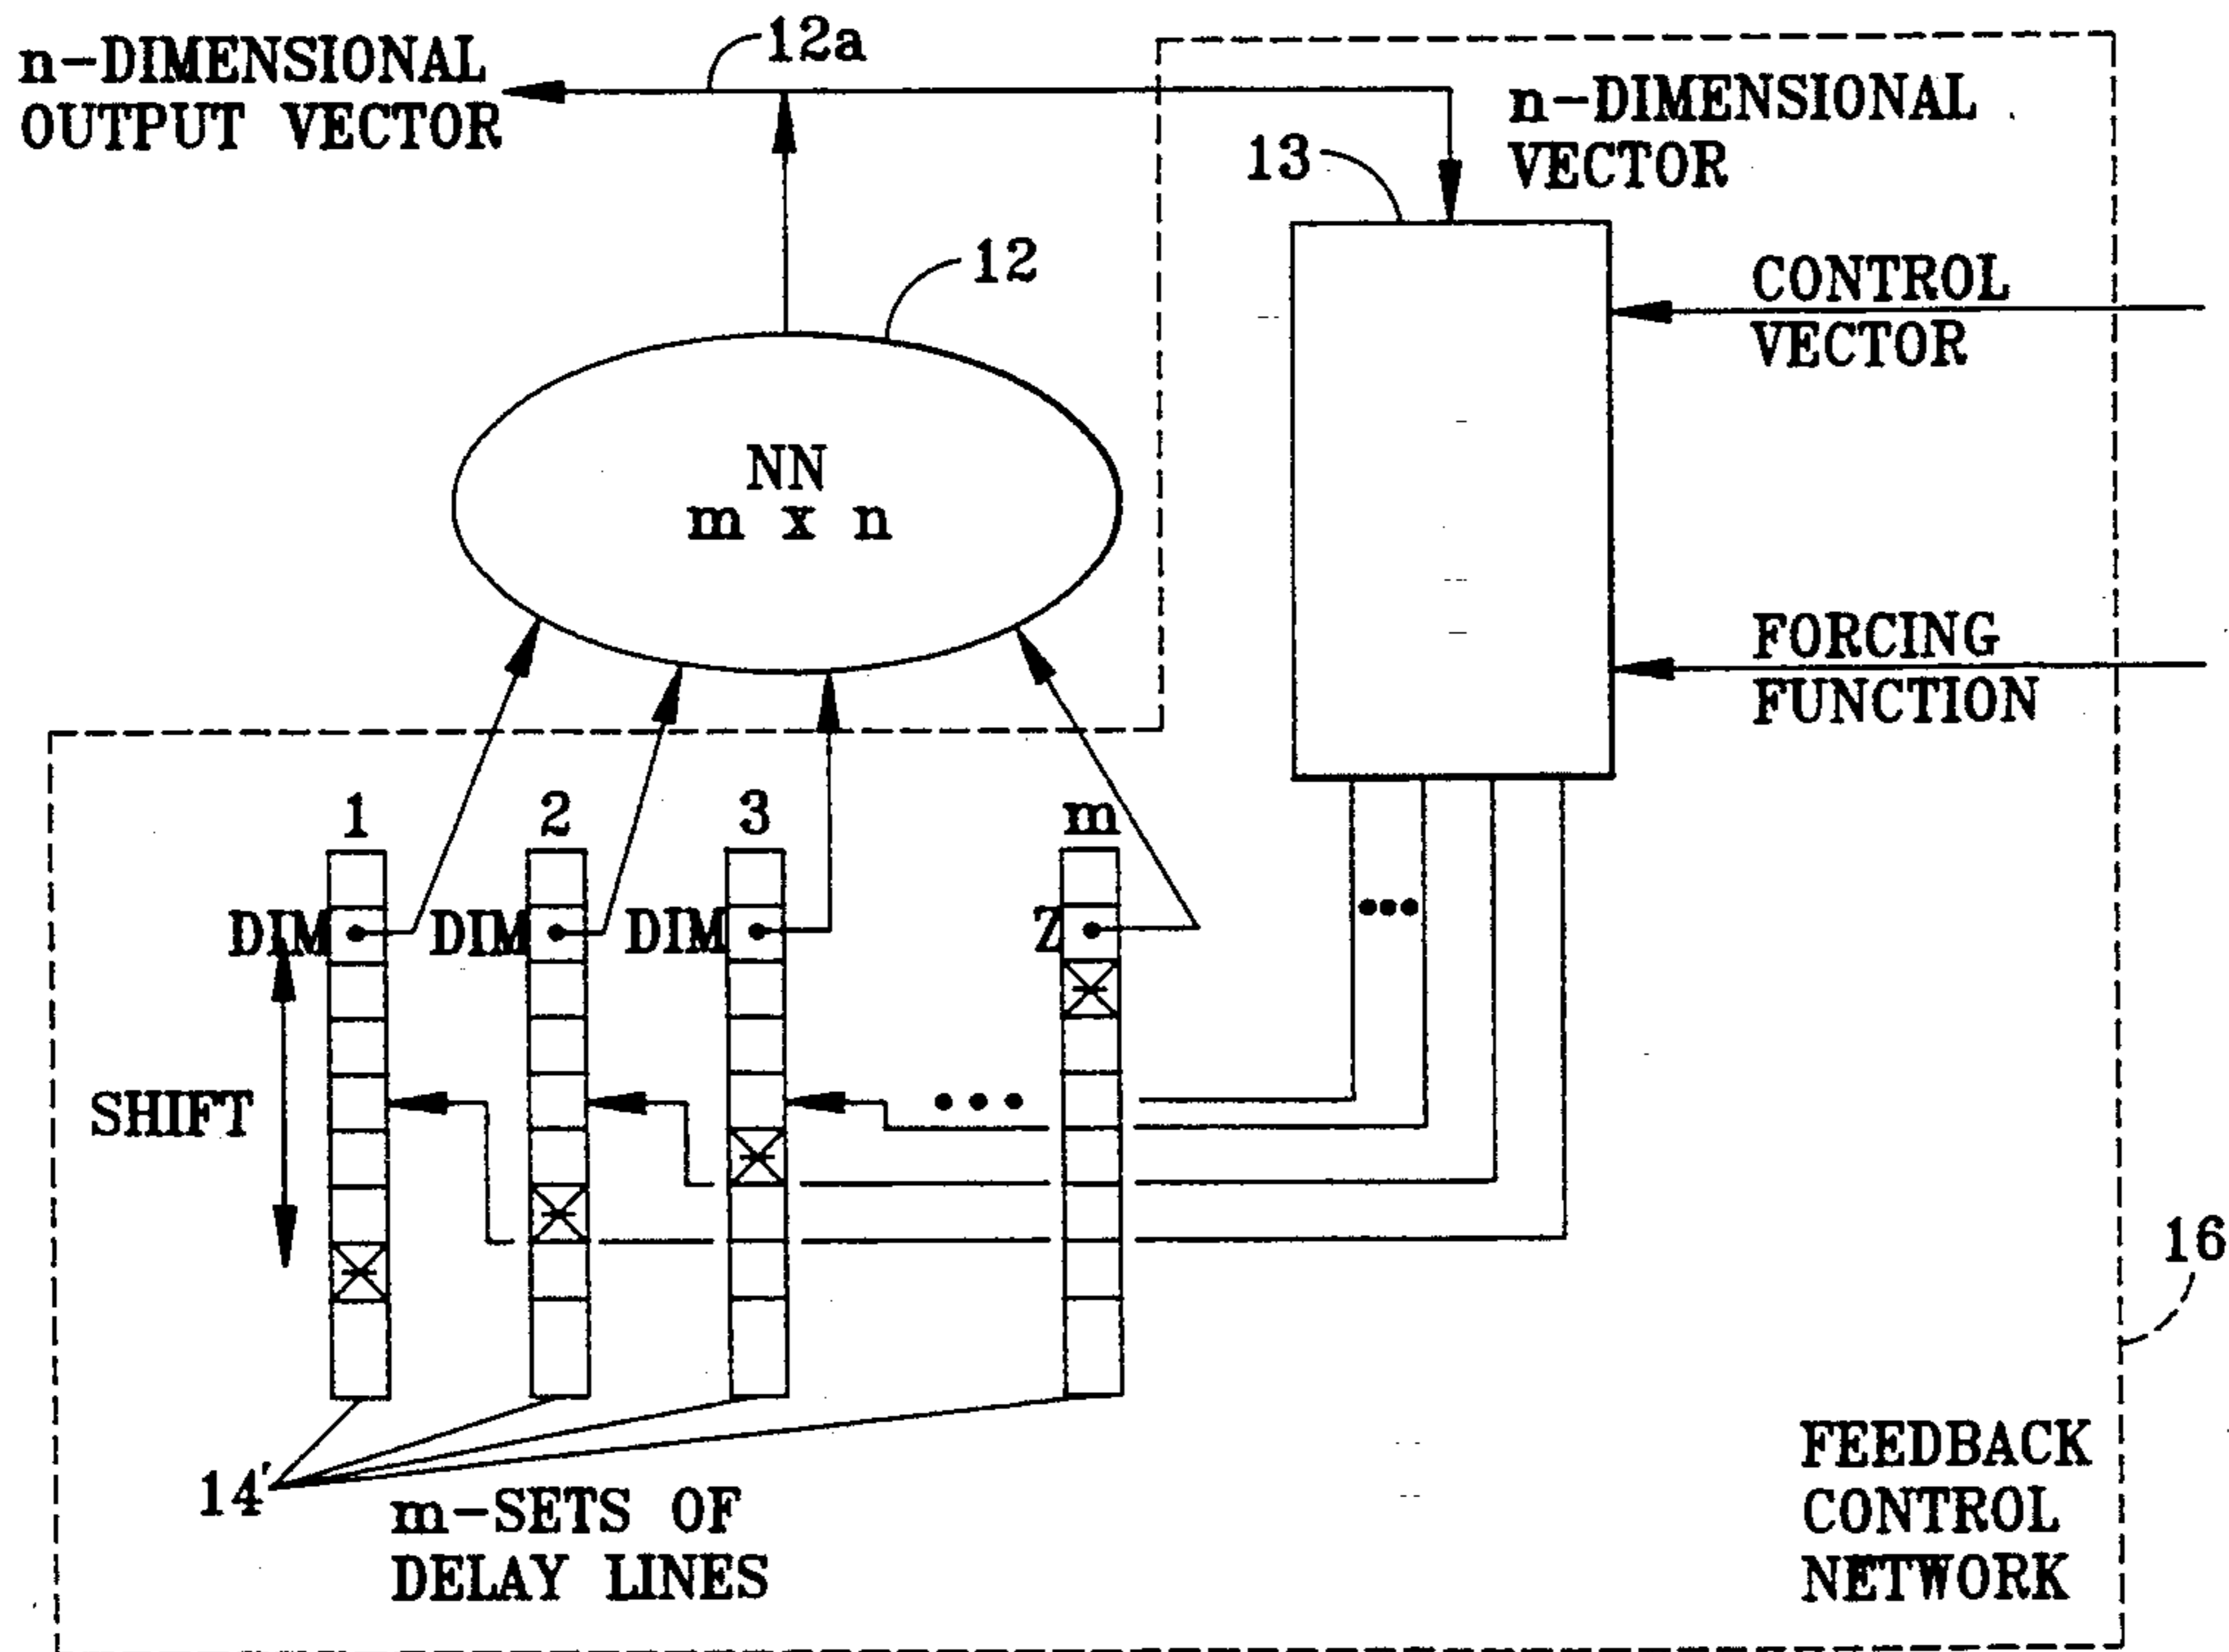 n-DIMENSIONAL
OUTPUT VECTOR
12a
n-DIMENSIONAL
VECTOR
13
12
CONTROL
VECTOR
NN
m x n
FORCING
FUNCTION
1 2 3 m
DIM DIM DIM Z
•••
SHIFT
•••
16
14'
m-SETS OF
DELAY LINES
FEEDBACK
CONTROL
NETWORK